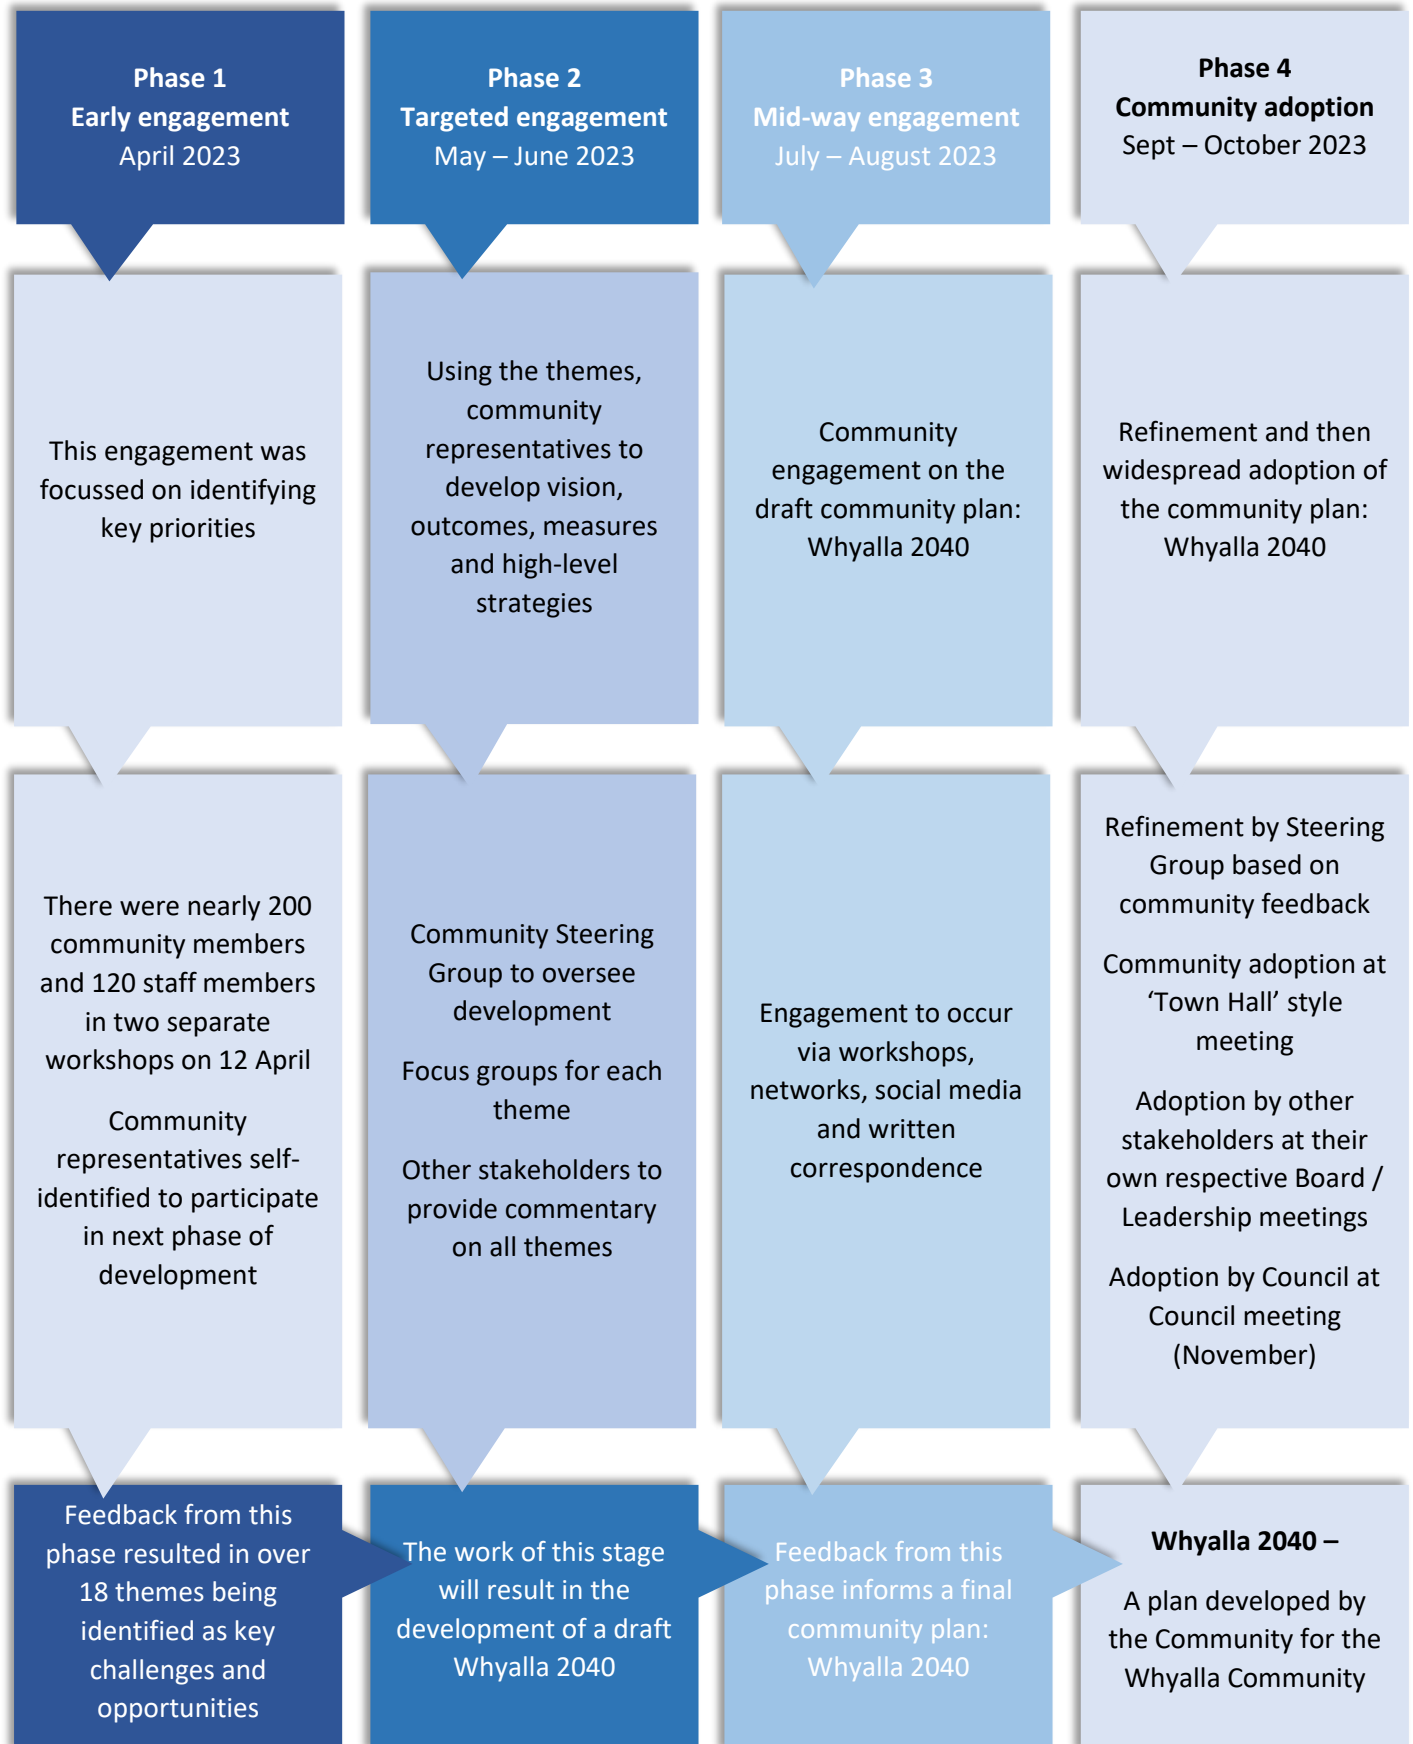 Phase 1
Early engagement
April 2023
This engagement was
focussed on identifying
key priorities
There were nearly 200
community members
and 120 staff members
in two separate
workshops on 12 April
Community
representatives self-
identified to participate
in next phase of
development
Feedback from this
phase resulted in over
18 themes being
identified as key
challenges and
opportunities
Phase 2
Targeted engagement
May – June 2023
Using the themes,
community
representatives to
develop vision,
outcomes, measures
and high-level
strategies
Community Steering
Group to oversee
development
Focus groups for each
theme
Other stakeholders to
provide commentary
on all themes
The work of this stage
will result in the
development of a draft
Whyalla 2040
Phase 3
Mid-way engagement
July – August 2023
Community
engagement on the
draft community plan:
Whyalla 2040
Engagement to occur
via workshops,
networks, social media
and written
correspondence
Feedback from this
phase informs a final
community plan:
Whyalla 2040
Phase 4
Community adoption
Sept – October 2023
Refinement and then
widespread adoption of
the community plan:
Whyalla 2040
Refinement by Steering
Group based on
community feedback
Community adoption at
‘Town Hall’ style
meeting
Adoption by other
stakeholders at their
own respective Board /
Leadership meetings
Adoption by Council at
Council meeting
(November)
Whyalla 2040 –
A plan developed by
the Community for the
Whyalla Community